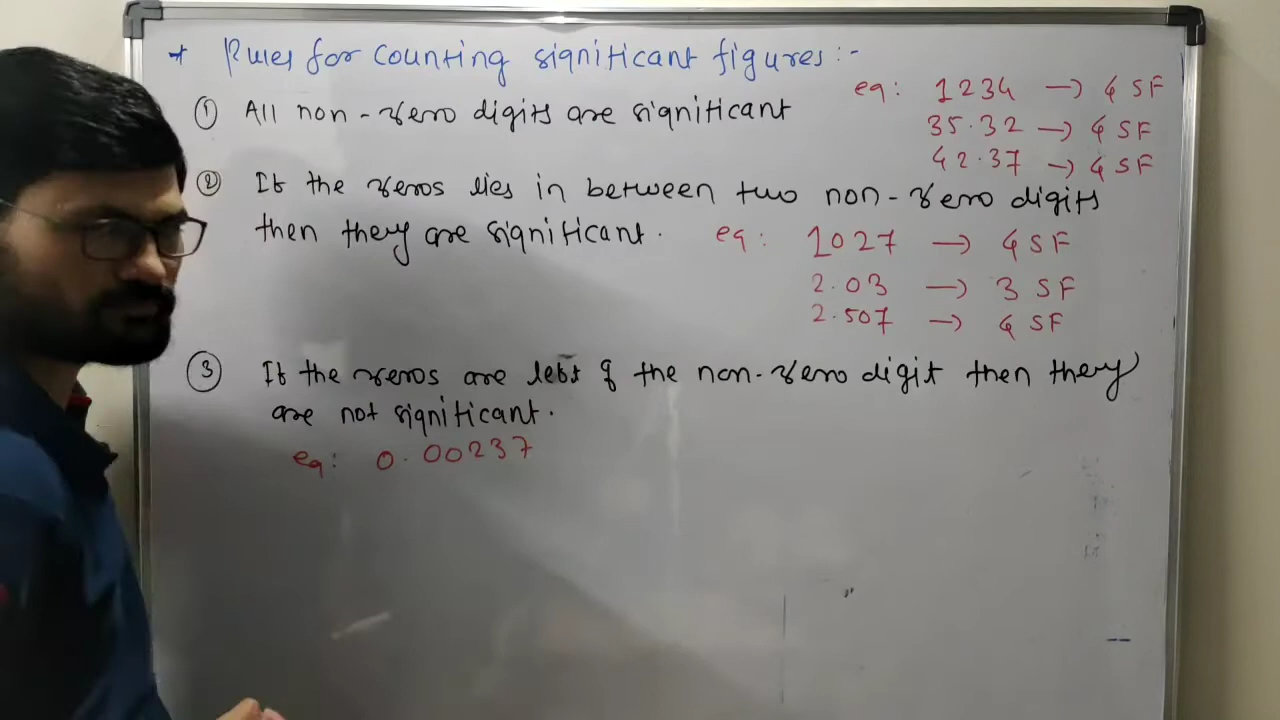 → Rules for counting significant figures :-
① All non-zero digits are significant eg: 1234 → 4 SF
35.32 → 4 SF
42.37 → 4 SF
② If the zeros lies in between two non-zero digits
then they are significant. eg: 1027 → 4 SF
2.03 → 3 SF
2.507 → 4 SF
③ If the zeros are left of the non-zero digit then they
are not significant.
eg: 0.00237